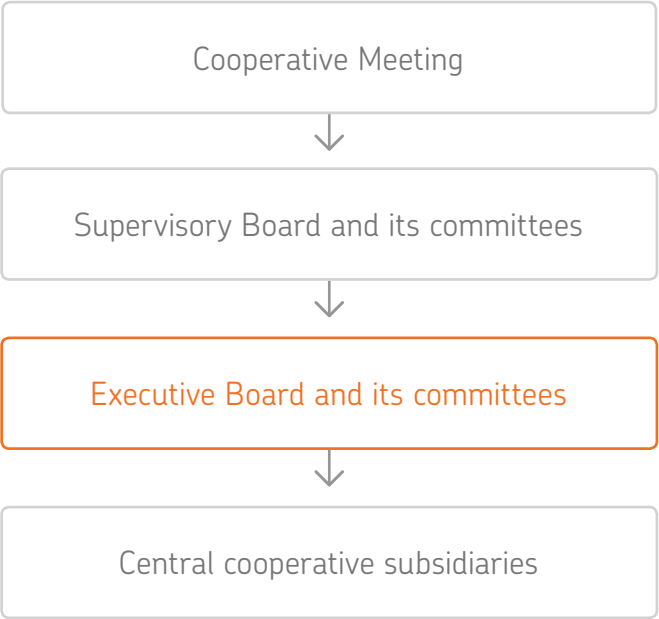 Cooperative Meeting
Supervisory Board and its committees
Executive Board and its committees
Central cooperative subsidiaries